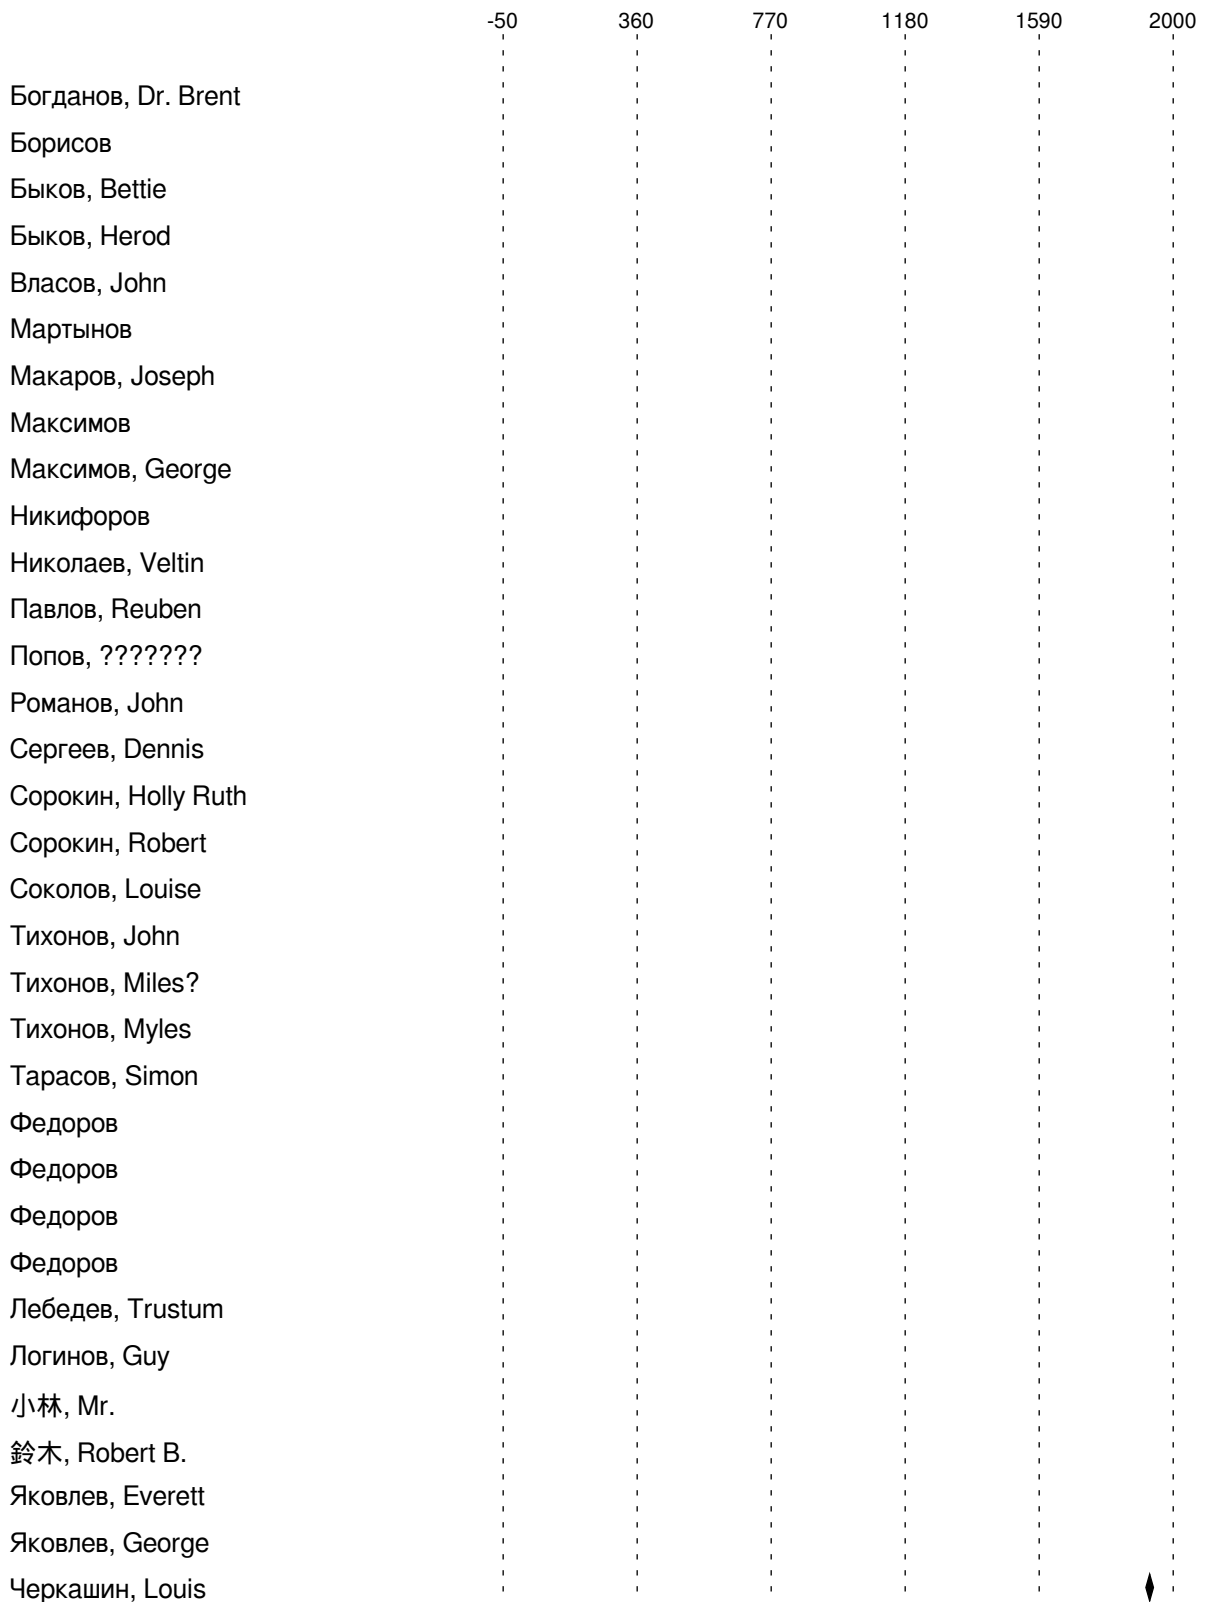 -50 360 770 1180 1590 2000
Богданов, Dr. Brent
Борисов
Быков, Bettie
Быков, Herod
Власов, John
Мартынов
Макаров, Joseph
Максимов
Максимов, George
Никифоров
Николаев, Veltin
Павлов, Reuben
Попов, ???????
Романов, John
Сергеев, Dennis
Сорокин, Holly Ruth
Сорокин, Robert
Соколов, Louise
Тихонов, John
Тихонов, Miles?
Тихонов, Myles
Тарасов, Simon
Федоров
Федоров
Федоров
Федоров
Лебедев, Trustum
Логинов, Guy
小林, Mr.
鈴木, Robert B.
Яковлев, Everett
Яковлев, George
Черкашин, Louis